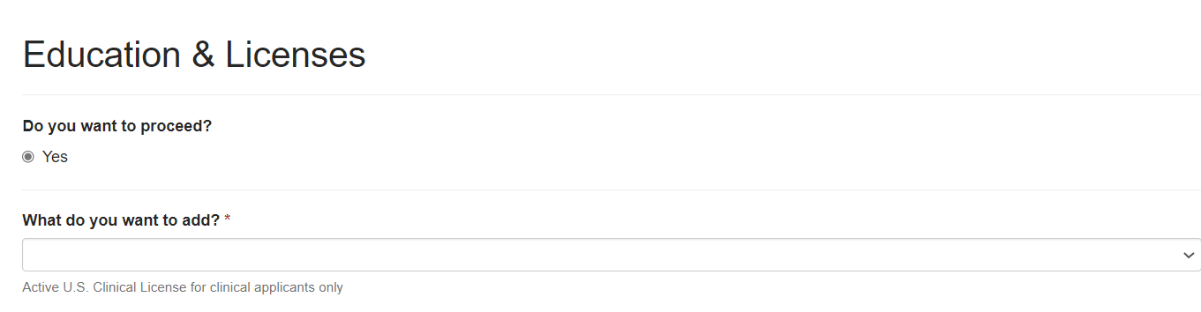 Education & Licenses
Do you want to proceed?
Yes
What do you want to add? *
Active U.S. Clinical License for clinical applicants only